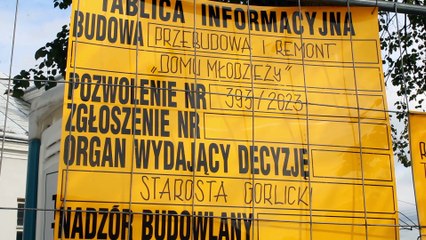 TABLICA INFORMACYJNA
BUDOWA PRZEBUDOWA I REMONT
„DOMU MŁODZIEŻY"
POZWOLENIE NR 393/2023
ZGŁOSZENIE NR
ORGAN WYDAJĄCY DECYZJĘ
STAROSTA GORLICKI
NADZÓR BUDOWLANY